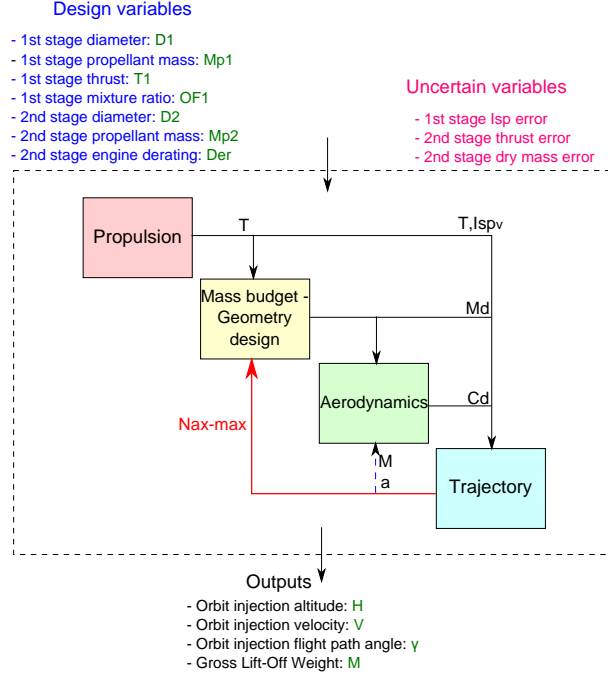 Design variables
- 1st stage diameter: D1
- 1st stage propellant mass: Mp1
- 1st stage thrust: T1
- 1st stage mixture ratio: OF1
- 2nd stage diameter: D2
- 2nd stage propellant mass: Mp2
- 2nd stage engine derating: Der
Uncertain variables
- 1st stage Isp error
- 2nd stage thrust error
- 2nd stage dry mass error
Propulsion
T
T,Ispv
Mass budget -
Geometry
design
Md
Aerodynamics
Cd
Nax-max
M
a
Trajectory
Outputs
- Orbit injection altitude: H
- Orbit injection velocity: V
- Orbit injection flight path angle: γ
- Gross Lift-Off Weight: M